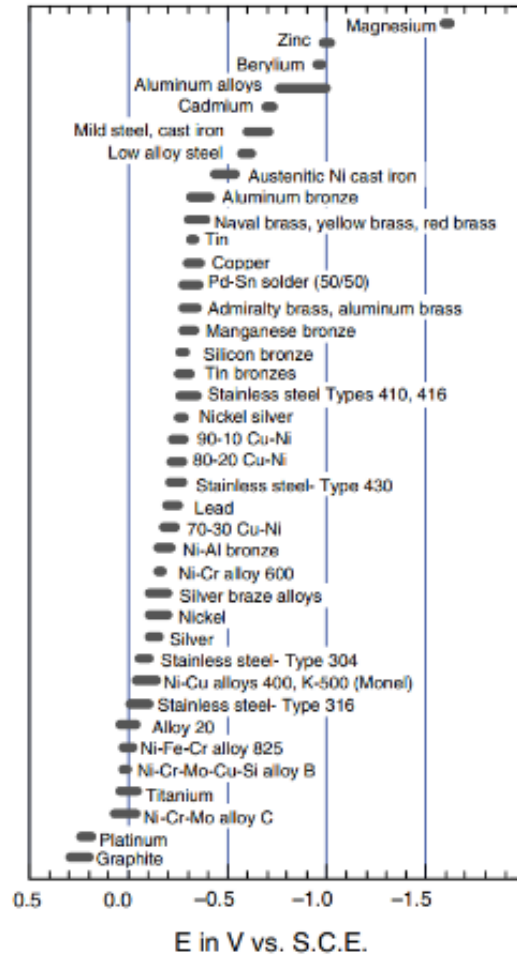 Magnesium
Zinc
Berylium
Aluminum alloys
Cadmium
Mild steel, cast iron
Low alloy steel
Austenitic Ni cast iron
Aluminum bronze
Naval brass, yellow brass, red brass
Tin
Copper
Pd-Sn solder (50/50)
Admiralty brass, aluminum brass
Manganese bronze
Silicon bronze
Tin bronzes
Stainless steel Types 410, 416
Nickel silver
90-10 Cu-Ni
80-20 Cu-Ni
Stainless steel- Type 430
Lead
70-30 Cu-Ni
Ni-Al bronze
Ni-Cr alloy 600
Silver braze alloys
Nickel
Silver
Stainless steel- Type 304
Ni-Cu alloys 400, K-500 (Monel)
Stainless steel- Type 316
Alloy 20
Ni-Fe-Cr alloy 825
Ni-Cr-Mo-Cu-Si alloy B
Titanium
Ni-Cr-Mo alloy C
Platinum
Graphite
0.5 0.0 –0.5 –1.0 –1.5
E in V vs. S.C.E.